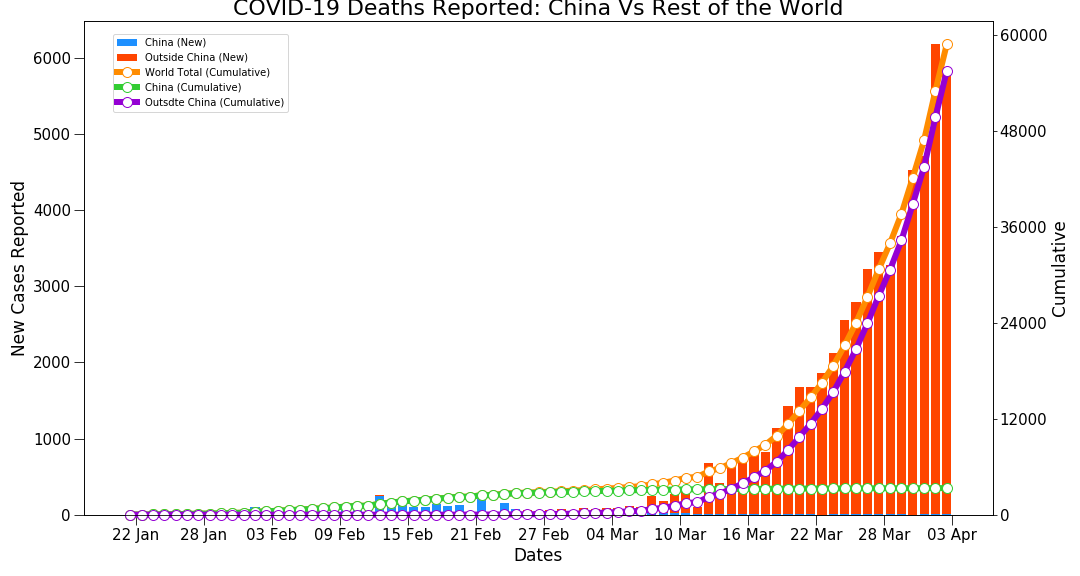 COVID-19 Deaths Reported: China Vs Rest of the World
China (New)
Outside China (New)
World Total (Cumulative)
China (Cumulative)
Outsdte China (Cumulative)
New Cases Reported
6000
5000
4000
3000
2000
1000
0
60000
48000
36000
24000
12000
0
Cumulative
22 Jan 28 Jan 03 Feb 09 Feb 15 Feb 21 Feb 27 Feb 04 Mar 10 Mar 16 Mar 22 Mar 28 Mar 03 Apr
Dates